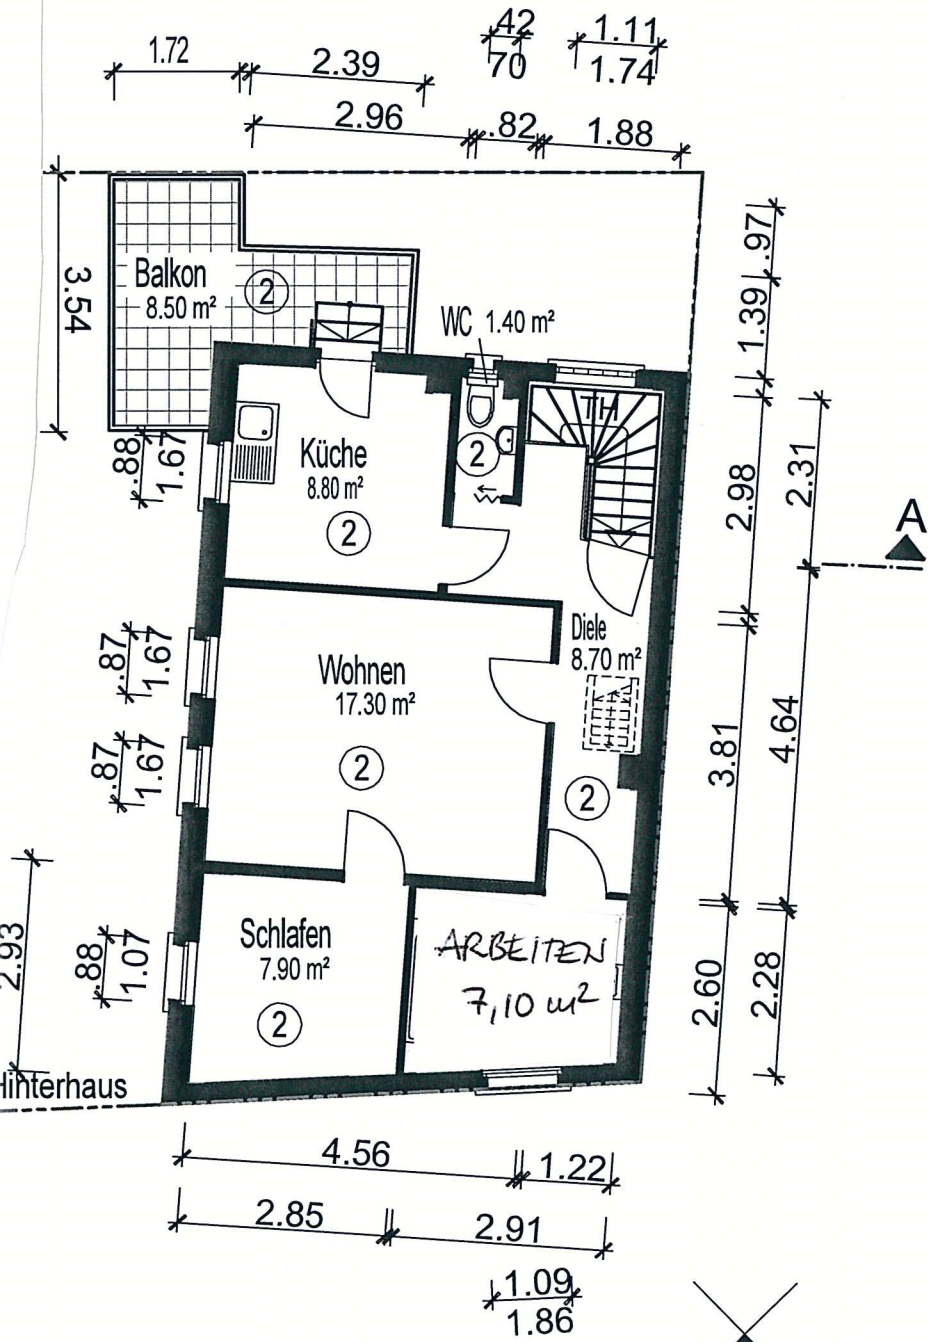 .42
1.11
1.72
2.39
70
1.74
2.96
.82
1.88
.97
3.54
Balkon
8.50 m²
2
1.39
WC 1.40 m²
TH
2
Küche
8.80 m²
2
.88
1.67
2.98
2.31
A
Diele
8.70 m²
.87
1.67
Wohnen
17.30 m²
2
.87
1.67
2
3.81
4.64
2.93
Schlafen
7.90 m²
2
.88
1.07
ARBEITEN
7,10 m²
2.60
2.28
Hinterhaus
4.56
1.22
2.85
2.91
1.09
1.86